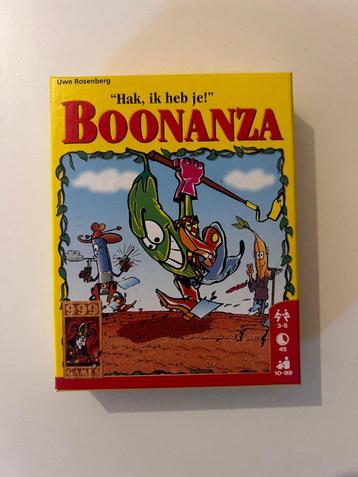 Uwe Rosenberg
"Hak, ik heb je!"
BOONANZA
999
GAMES
3-5
45
10-99